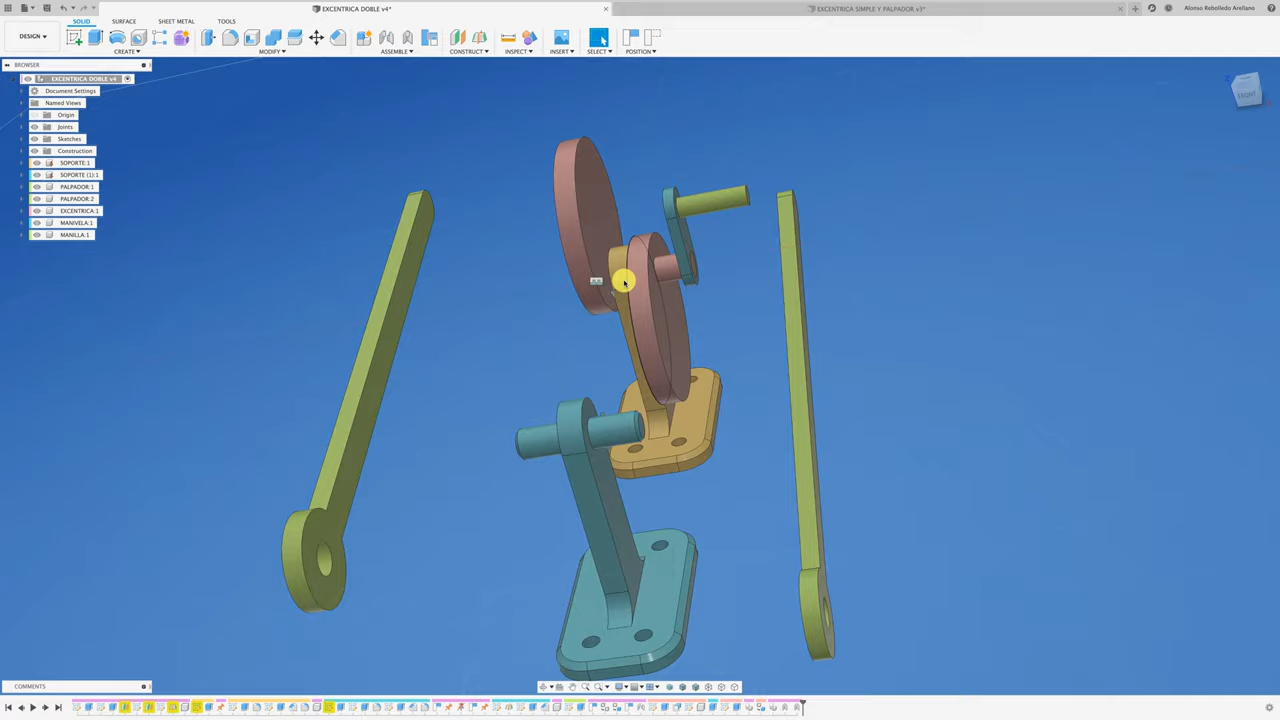 EXCENTRICA DOBLE v4*
EXCENTRICA SIMPLE Y PALPADOR v3*
Alonso Rebolledo Arellano
SOLID
SURFACE
SHEET METAL
TOOLS
DESIGN
CREATE
MODIFY
ASSEMBLE
CONSTRUCT
INSPECT
INSERT
SELECT
POSITION
BROWSER
EXCENTRICA DOBLE v4
Document Settings
Named Views
Origin
Joints
Sketches
Construction
SOPORTE:1
SOPORTE (1):1
PALPADOR:1
PALPADOR:2
EXCENTRICA:1
MANIVELA:1
MANILLA:1
FRONT
COMMENTS